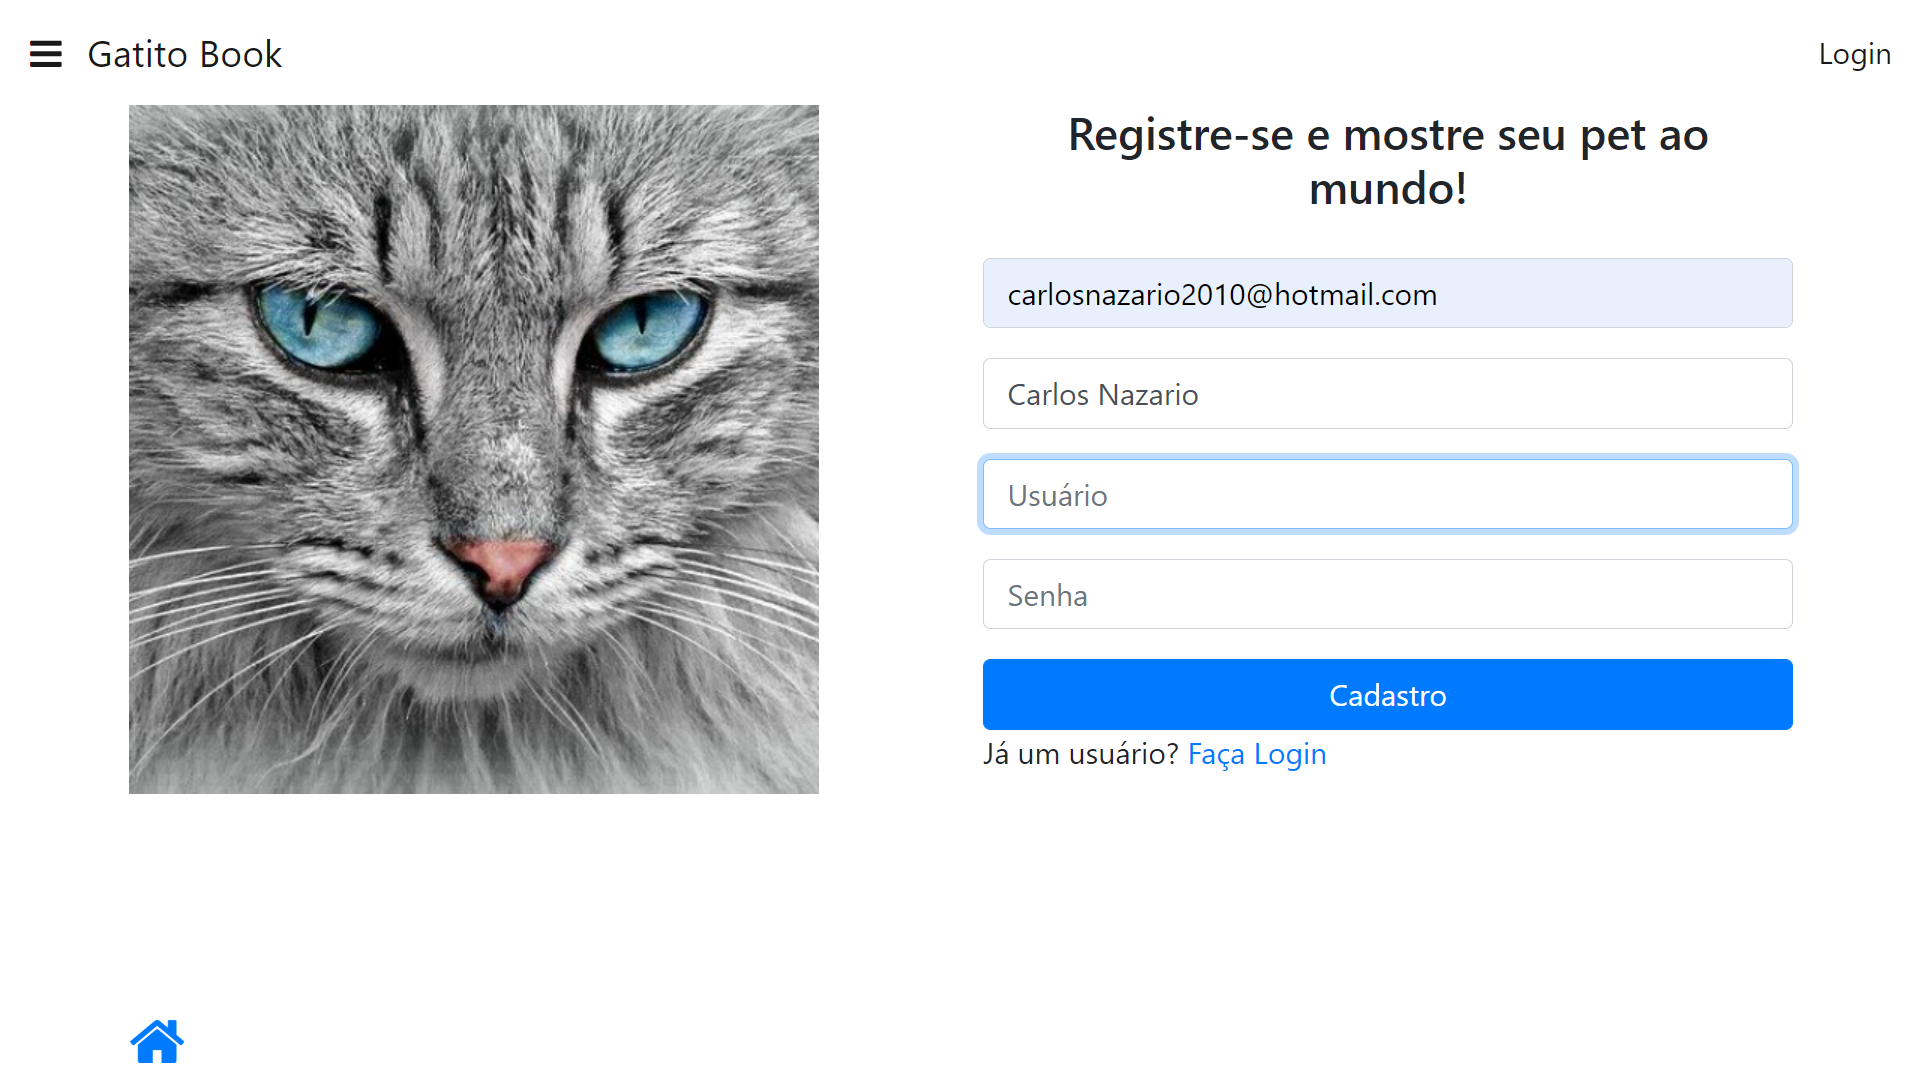 Gatito Book
Login
Registre-se e mostre seu pet ao
mundo!
carlosnazario2010@hotmail.com
Carlos Nazario
Usuário
Senha
Cadastro
Já um usuário? Faça Login